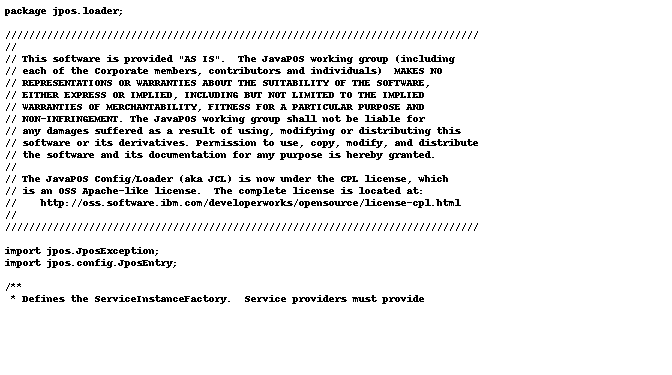 package jpos.loader;

///////////////////////////////////////////////////////////////////////////////
//
// This software is provided "AS IS".  The JavaPOS working group (including
// each of the Corporate members, contributors and individuals)  MAKES NO
// REPRESENTATIONS OR WARRANTIES ABOUT THE SUITABILITY OF THE SOFTWARE,
// EITHER EXPRESS OR IMPLIED, INCLUDING BUT NOT LIMITED TO THE IMPLIED
// WARRANTIES OF MERCHANTABILITY, FITNESS FOR A PARTICULAR PURPOSE AND
// NON-INFRINGEMENT. The JavaPOS working group shall not be liable for
// any damages suffered as a result of using, modifying or distributing this
// software or its derivatives. Permission to use, copy, modify, and distribute
// the software and its documentation for any purpose is hereby granted.
//
// The JavaPOS Config/Loader (aka JCL) is now under the CPL license, which
// is an OSS Apache-like license.  The complete license is located at:
//    http://oss.software.ibm.com/developerworks/opensource/license-cpl.html
//
///////////////////////////////////////////////////////////////////////////////

import jpos.JposException;
import jpos.config.JposEntry;

/**
 * Defines the ServiceInstanceFactory.  Service providers must provide